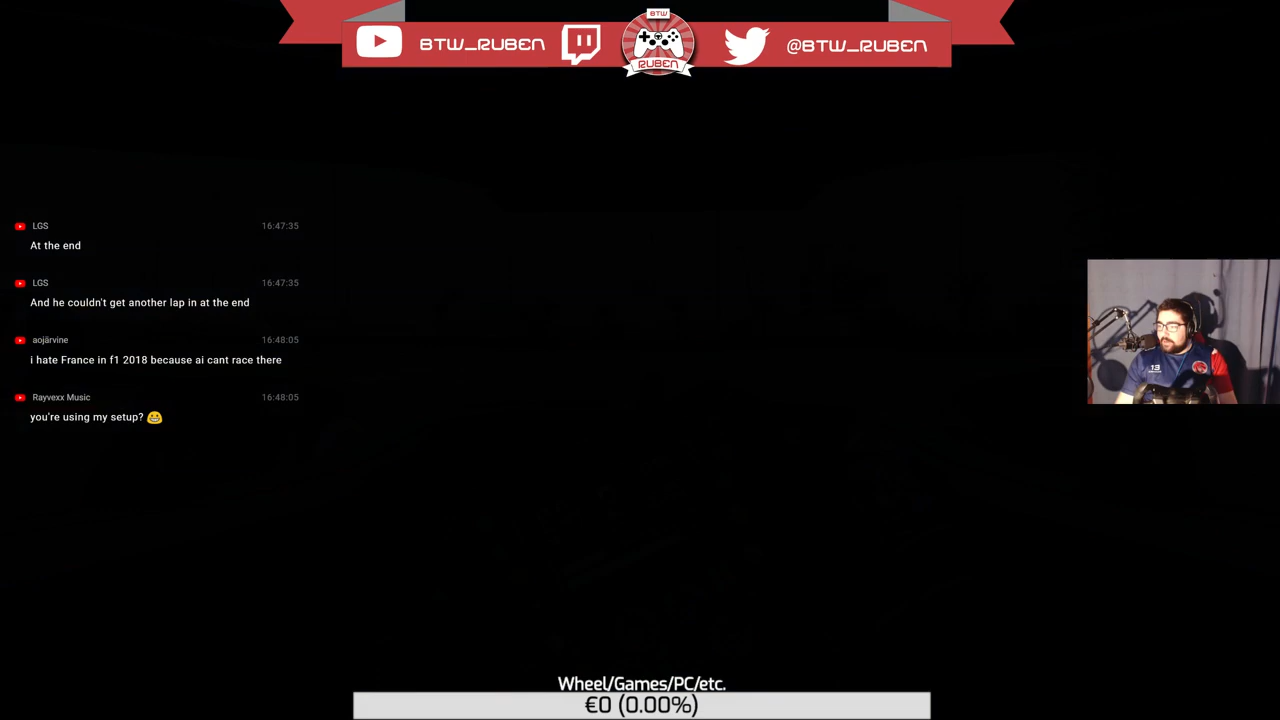 BTW_RUBEN
BTW
RUBEN
@BTW_RUBEN
LGS 16:47:35
At the end
LGS 16:47:35
And he couldn't get another lap in at the end
aojärvine 16:48:05
i hate France in f1 2018 because ai cant race there
Rayvexx Music 16:48:05
you're using my setup? 😂
13
Wheel/Games/PC/etc.
€0 (0.00%)